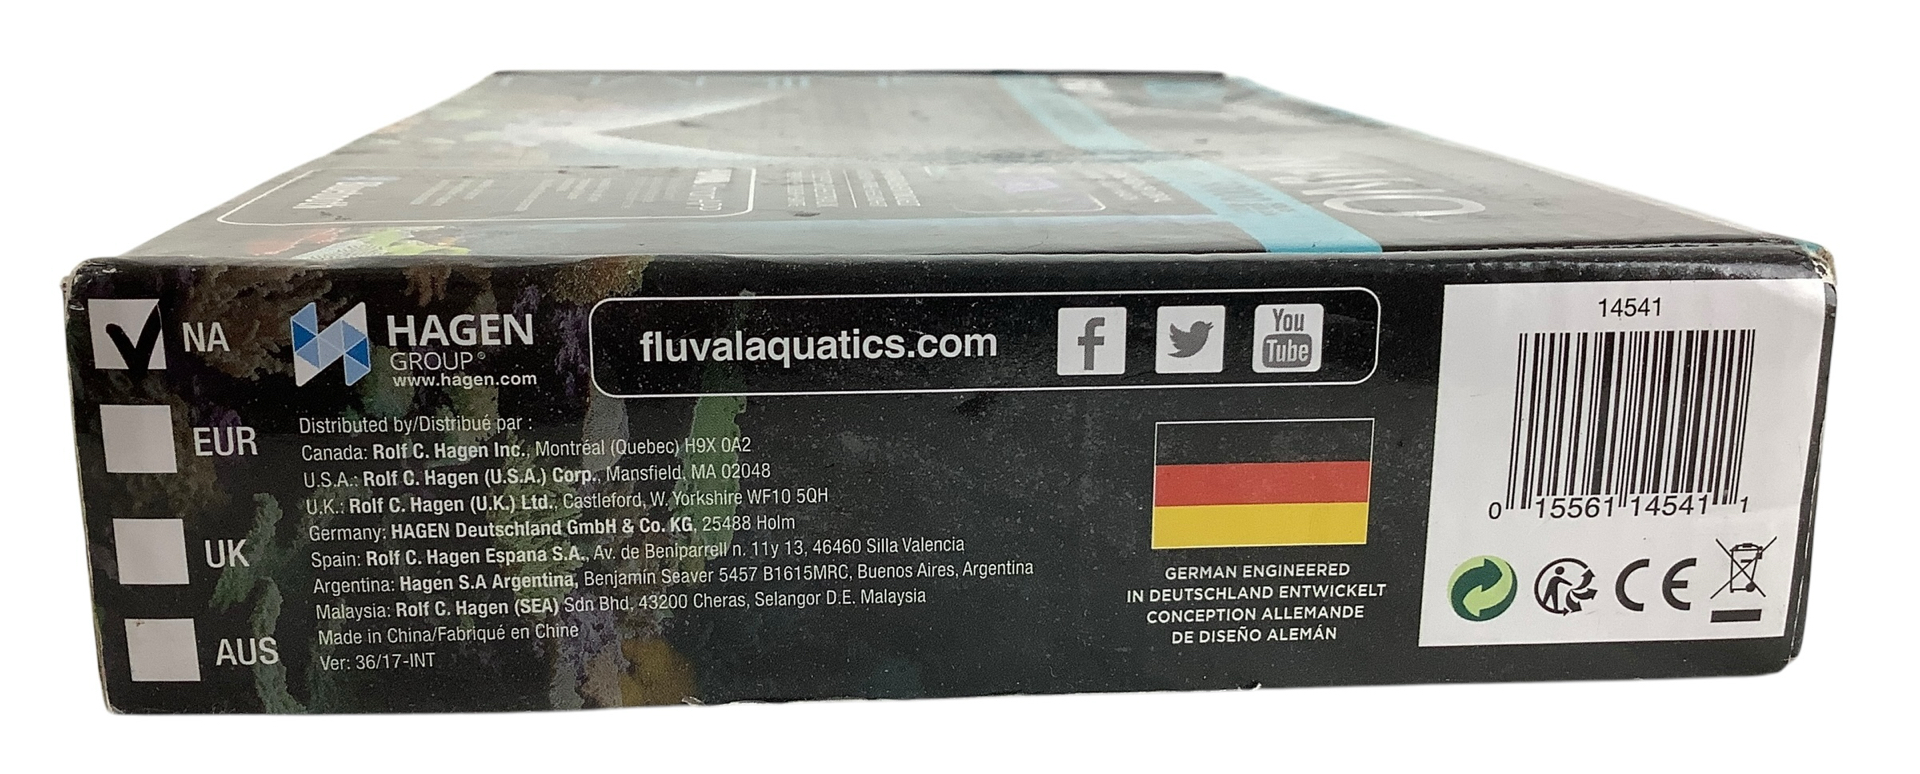 NA
EUR
UK
AUS
HAGEN
GROUP®
www.hagen.com
fluvalaquatics.com
f
You
Tube
Distributed by/Distribué par :
Canada: Rolf C. Hagen Inc., Montréal (Quebec) H9X 0A2
U.S.A.: Rolf C. Hagen (U.S.A.) Corp., Mansfield, MA 02048
U.K.: Rolf C. Hagen (U.K.) Ltd., Castleford, W. Yorkshire WF10 5QH
Germany: HAGEN Deutschland GmbH & Co. KG, 25488 Holm
Spain: Rolf C. Hagen Espana S.A., Av. de Beniparrell n. 11y 13, 46460 Silla Valencia
Argentina: Hagen S.A Argentina, Benjamin Seaver 5457 B1615MRC, Buenos Aires, Argentina
Malaysia: Rolf C. Hagen (SEA) Sdn Bhd, 43200 Cheras, Selangor D.E. Malaysia
Made in China/Fabriqué en Chine
Ver: 36/17-INT
GERMAN ENGINEERED
IN DEUTSCHLAND ENTWICKELT
CONCEPTION ALLEMANDE
DE DISEÑO ALEMÁN
14541
0 15561 14541 1
CE